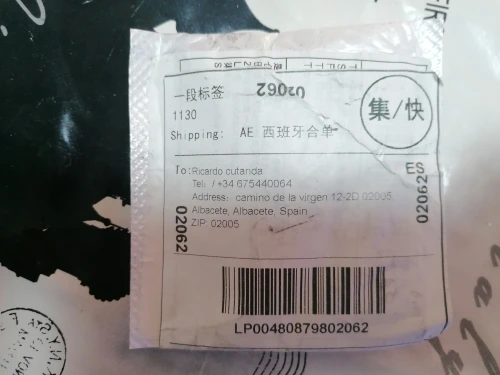 02062
一段标签
1130
集/快
Shipping: AE 西班牙合单
To: Ricardo cutanda
Tel: / +34 675440064
Address: camino de la virgen 12-2D 02005,
Albacete, Albacete, Spain
ZIP: 02005
ES
02062
02062
LP00480879802062